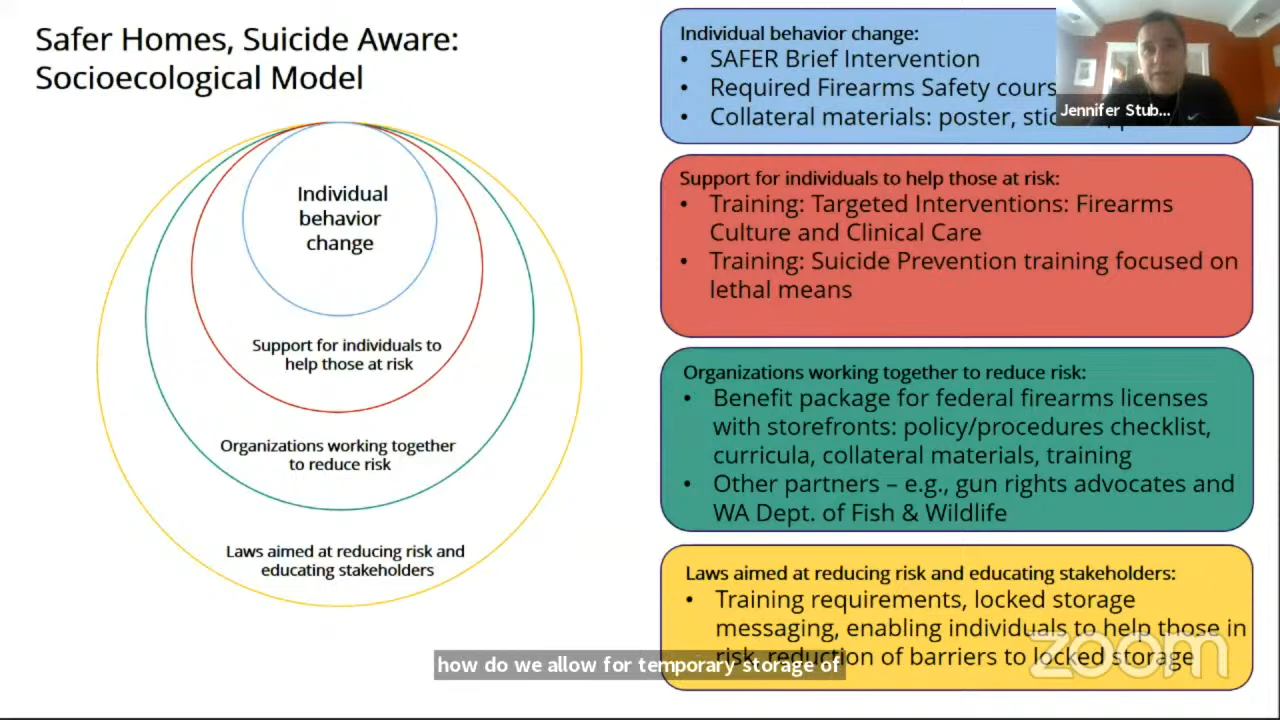 Safer Homes, Suicide Aware:
Socioecological Model
Individual
behavior
change
Support for individuals to
help those at risk
Organizations working together
to reduce risk
Laws aimed at reducing risk and
educating stakeholders
Individual behavior change:
• SAFER Brief Intervention
• Required Firearms Safety cours
• Collateral materials: poster,
Jennifer Stub...
Support for individuals to help those at risk:
• Training: Targeted Interventions: Firearms
Culture and Clinical Care
• Training: Suicide Prevention training focused on
lethal means
Organizations working together to reduce risk:
• Benefit package for federal firearms licenses
with storefronts: policy/procedures checklist,
curricula, collateral materials, training
• Other partners – e.g., gun rights advocates and
WA Dept. of Fish & Wildlife
Laws aimed at reducing risk and educating stakeholders:
• Training requirements, locked storage
messaging, enabling individuals to help those in
risk, reduction of barriers to locked storage
how do we allow for temporary storage of
zoom